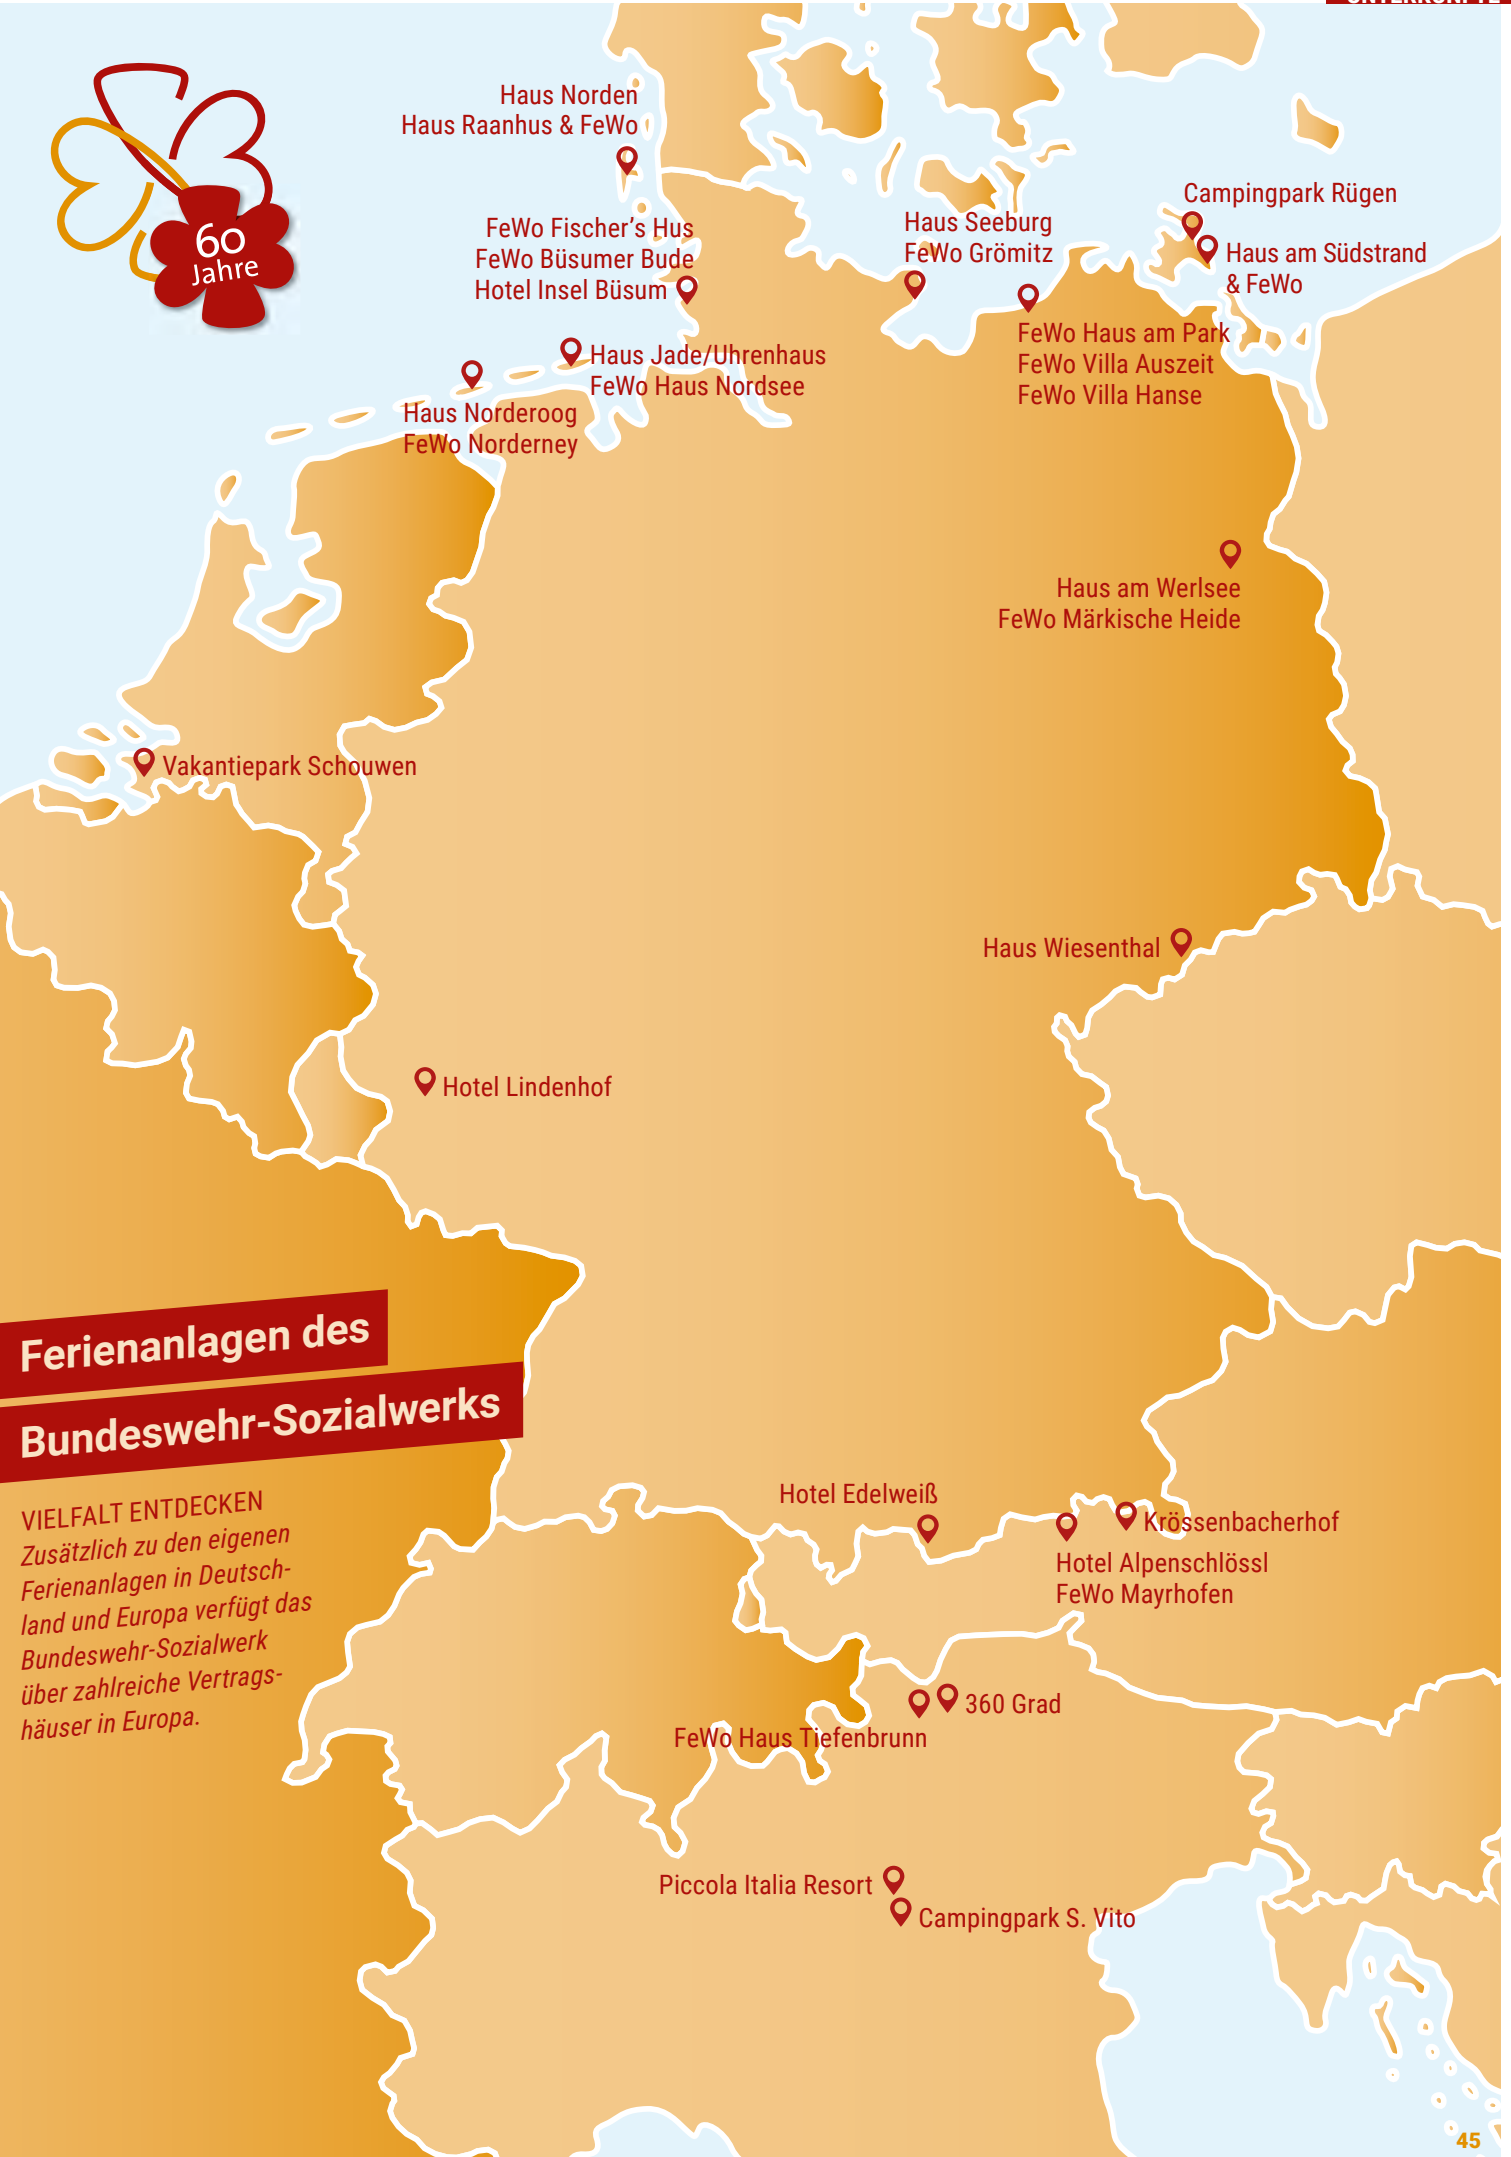 60
Jahre
Haus Norden
Haus Raanhus & FeWo
FeWo Fischer’s Hus
FeWo Büsumer Bude
Hotel Insel Büsum
Haus Jade/Uhrenhaus
FeWo Haus Nordsee
Haus Norderoog
FeWo Norderney
Haus Seeburg
FeWo Grömitz
Campingpark Rügen
Haus am Südstrand
& FeWo
FeWo Haus am Park
FeWo Villa Auszeit
FeWo Villa Hanse
Haus am Werlsee
FeWo Märkische Heide
Vakantiepark Schouwen
Haus Wiesenthal
Hotel Lindenhof
Ferienanlagen des
Bundeswehr-Sozialwerks
VIELFALT ENTDECKEN
Zusätzlich zu den eigenen
Ferienanlagen in Deutsch-
land und Europa verfügt das
Bundeswehr-Sozialwerk
über zahlreiche Vertrags-
häuser in Europa.
Hotel Edelweiß
Krössenbacherhof
Hotel Alpenschlössl
FeWo Mayrhofen
360 Grad
FeWo Haus Tiefenbrunn
Piccola Italia Resort
Campingpark S. Vito
45